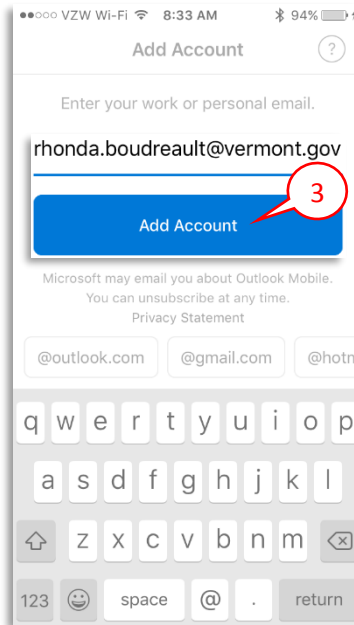 VZW Wi-Fi 8:33 AM 94%
Add Account ?
Enter your work or personal email.
rhonda.boudreault@vermont.gov
3
Add Account
Microsoft may email you about Outlook Mobile.
You can unsubscribe at any time.
Privacy Statement
@outlook.com @gmail.com @hotm
q w e r t y u i o p
a s d f g h j k l
z x c v b n m
123 space @ . return